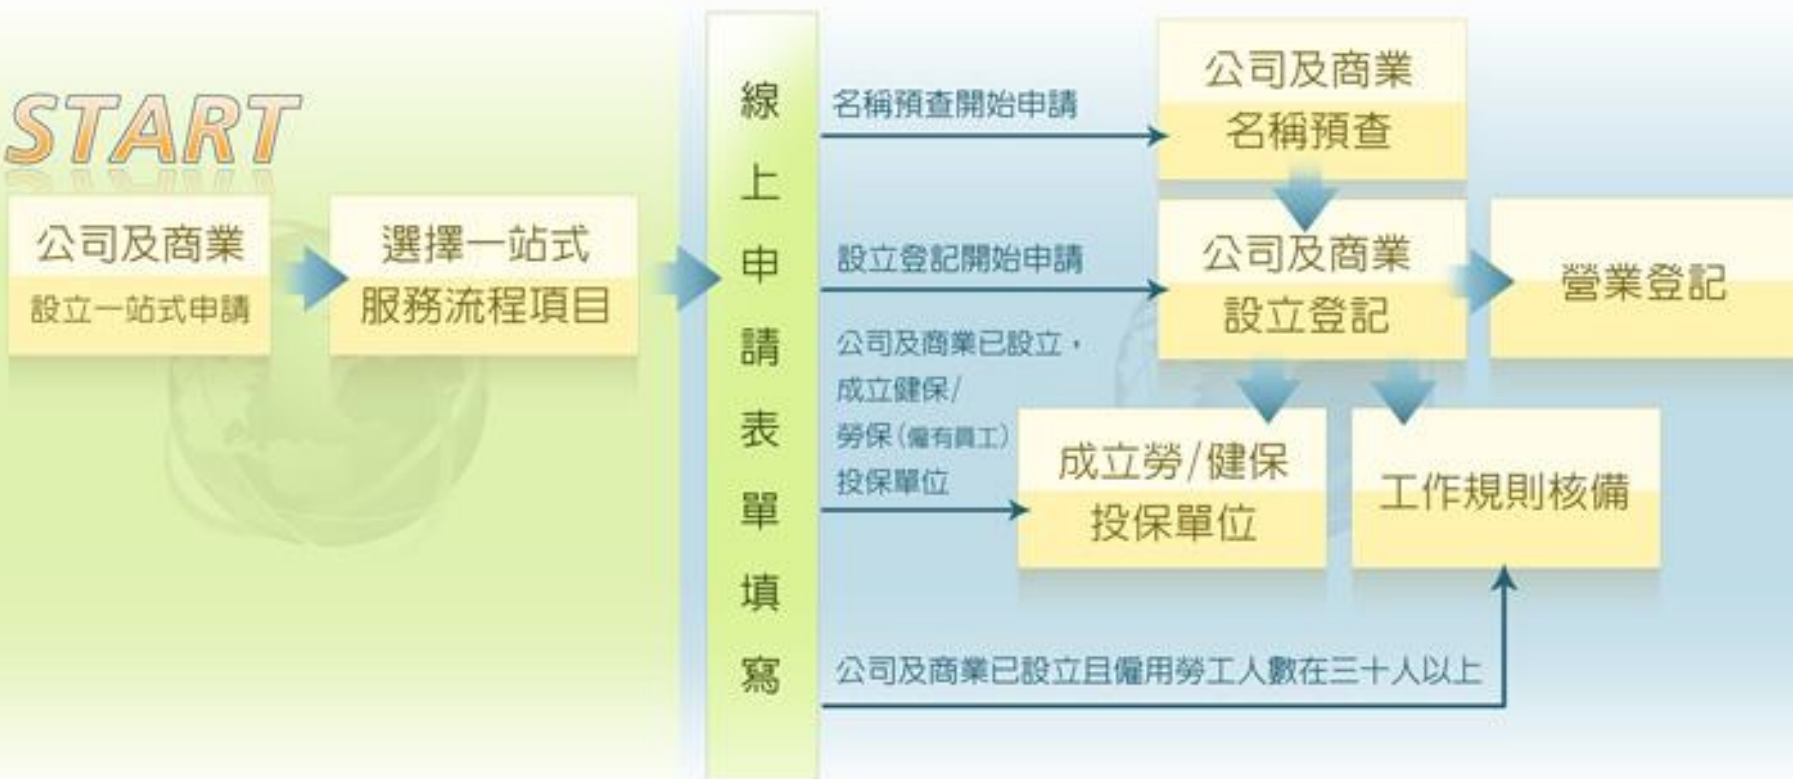 START
公司及商業
設立一站式申請
選擇一站式
服務流程項目
線上申請表單填寫
名稱預查開始申請
公司及商業
名稱預查
設立登記開始申請
公司及商業
設立登記
營業登記
公司及商業已設立，
成立健保/
勞保(僱有員工)
投保單位
成立勞/健保
投保單位
工作規則核備
公司及商業已設立且僱用勞工人數在三十人以上